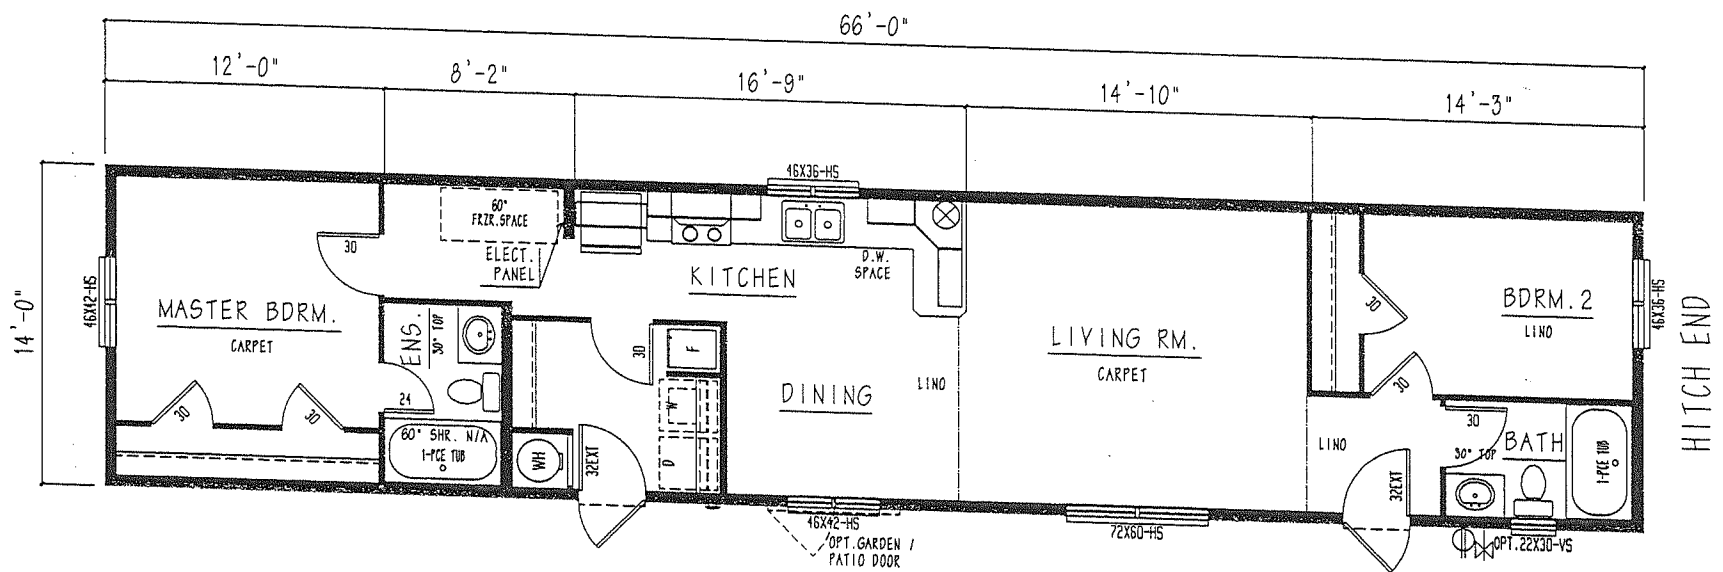 66'-0"
12'-0"
8'-2"
16'-9"
14'-10"
14'-3"
14'-0"
46X36-HS
60"
FRZR.SPACE
ELECT.
PANEL
30
D.W.
SPACE
KITCHEN
46X42-HS
MASTER BDRM.
CARPET
ENS.
30" TOP
30
F
LIVING RM.
CARPET
30
BDRM.2
LINO
46X36-HS
HITCH END
DINING
LINO
30
30
24
W
30
30
60" SHR. N/A
1-PCE TUB
WH
32EXT
D
LINO
BATH
30" TOP
1-PCE TUB
32EXT
46X42-HS
OPT.GARDEN /
PATIO DOOR
72X60-HS
OPT.22X30-VS